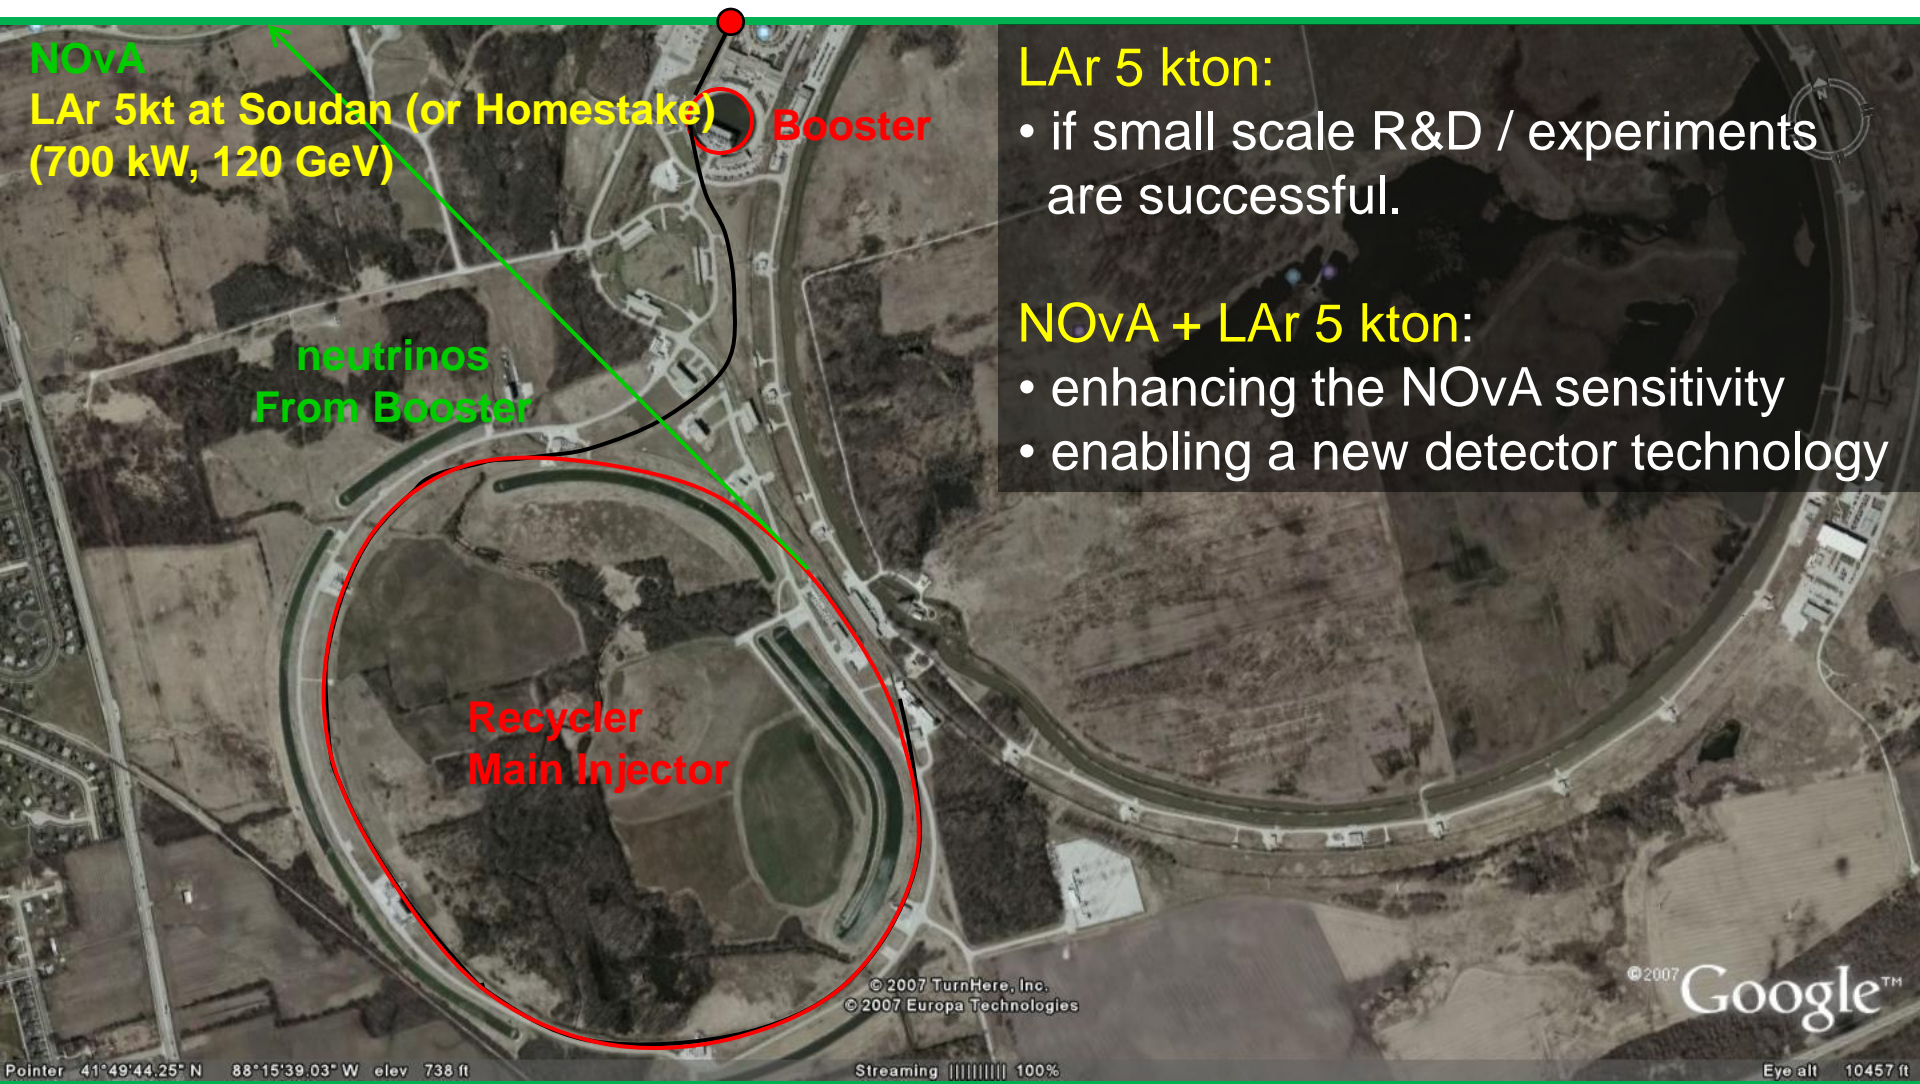 NOvA
LAr 5kt at Soudan (or Homestake)
(700 kW, 120 GeV)
Booster
neutrinos
From Booster
Recycler
Main Injector
LAr 5 kton:
• if small scale R&D / experiments
are successful.
NOvA + LAr 5 kton:
• enhancing the NOvA sensitivity
• enabling a new detector technology
N
© 2007 TurnHere, Inc.
© 2007 Europa Technologies
©2007 Google™
Pointer 41°49'44.25" N 88°15'39.03" W elev 738 ft
Streaming |||||||||| 100%
Eye alt 10457 ft